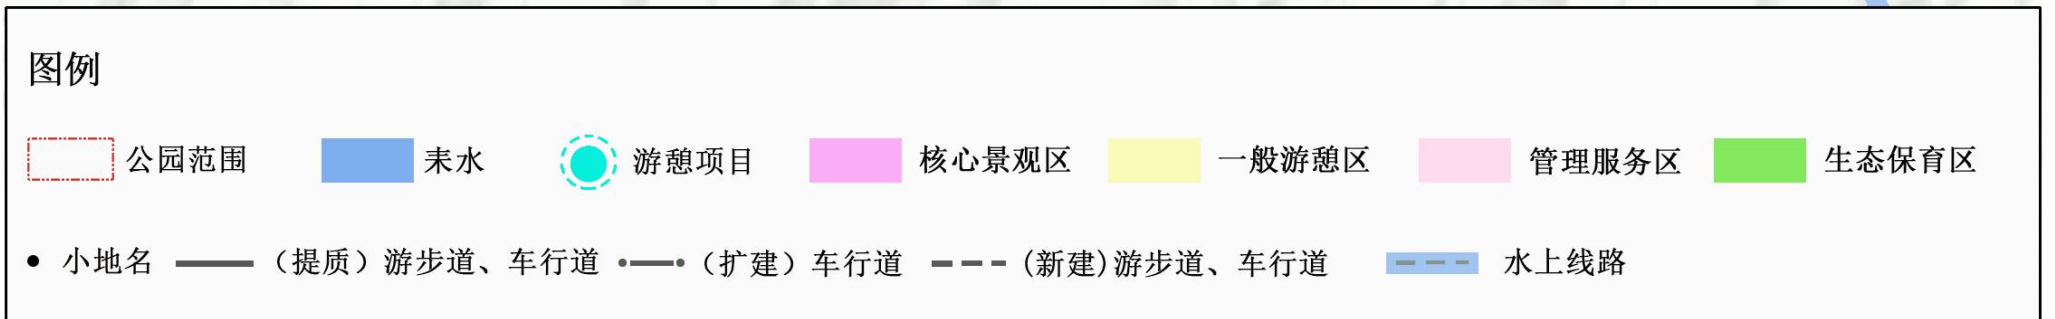 图例
公园范围 耒水 游憩项目 核心景观区 一般游憩区 管理服务区 生态保育区
小地名 （提质）游步道、车行道 （扩建）车行道 (新建)游步道、车行道 水上线路